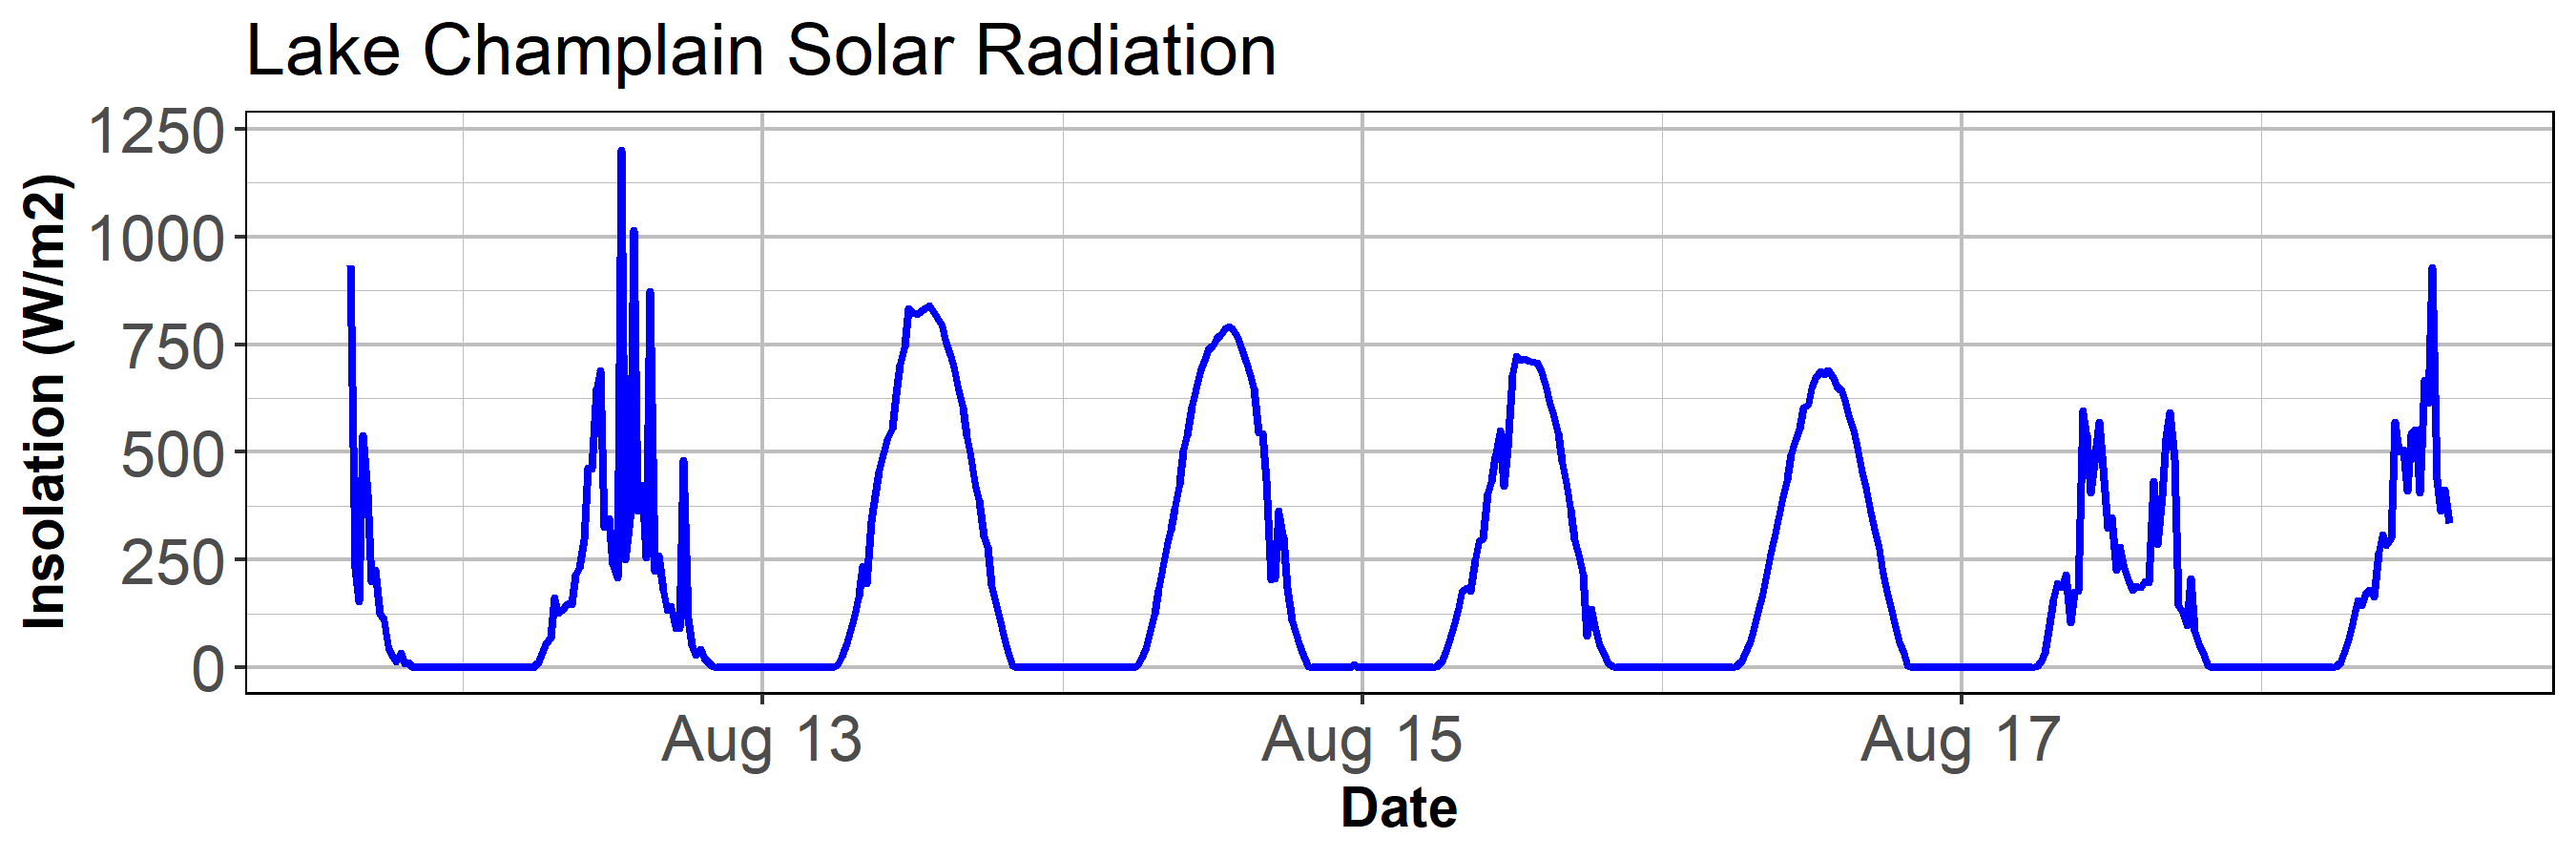 Lake Champlain Solar Radiation
Insolation (W/m2)
1250
1000
750
500
250
0
Aug 13
Aug 15
Aug 17
Date